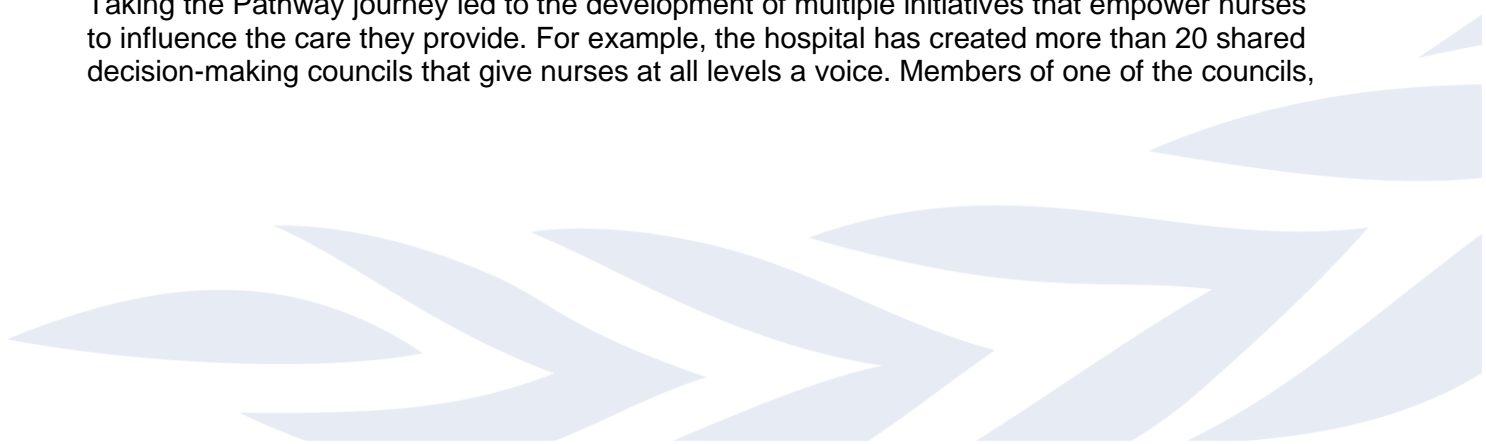 Taking the Pathway journey led to the development of multiple initiatives that empower nurses
to influence the care they provide. For example, the hospital has created more than 20 shared
decision-making councils that give nurses at all levels a voice. Members of one of the councils,